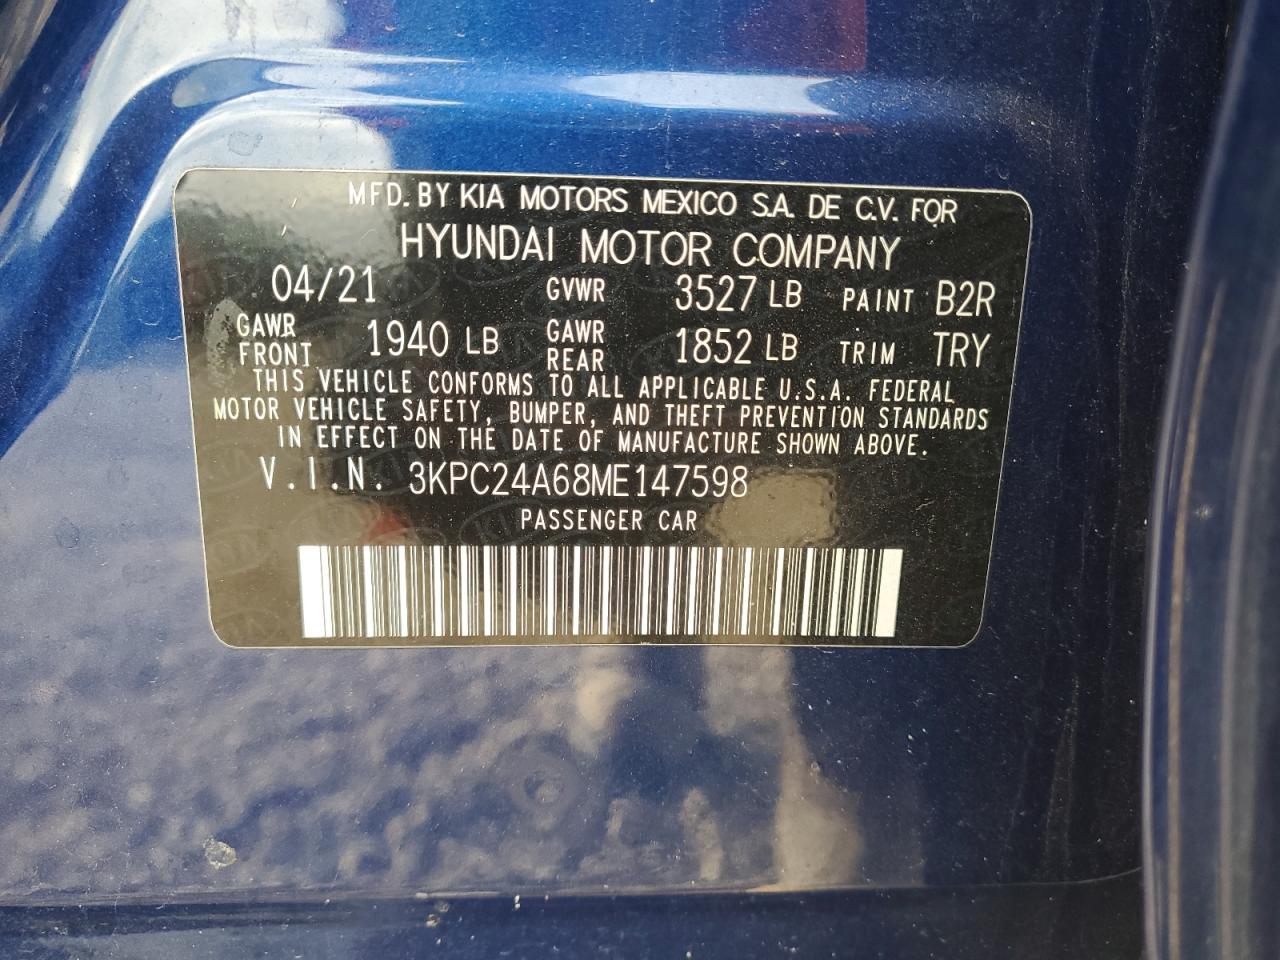 MFD. BY KIA MOTORS MEXICO S.A. DE C.V. FOR
HYUNDAI MOTOR COMPANY
04/21 GVWR 3527 LB PAINT B2R
GAWR FRONT 1940 LB GAWR REAR 1852 LB TRIM TRY
THIS VEHICLE CONFORMS TO ALL APPLICABLE U.S.A. FEDERAL
MOTOR VEHICLE SAFETY, BUMPER, AND THEFT PREVENTION STANDARDS
IN EFFECT ON THE DATE OF MANUFACTURE SHOWN ABOVE.
V.I.N. 3KPC24A68ME147598
PASSENGER CAR